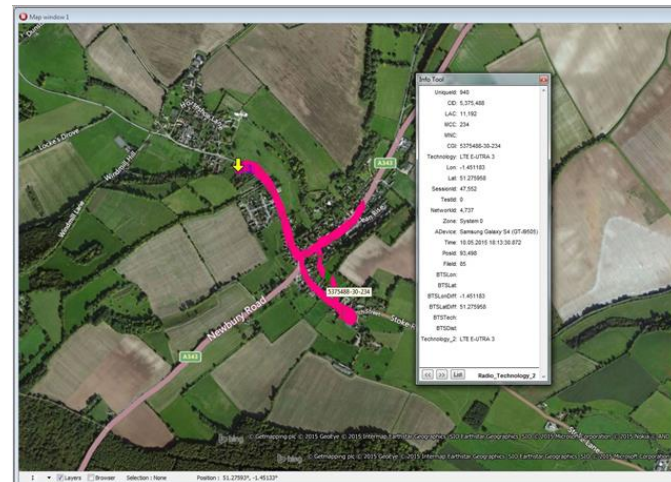 Map window 1
Info Tool
UniqueId: 940
CID: 5,375,488
LAC: 11,192
MCC: 234
MNC:
CGI: 5375488-30-234
Technology: LTE E-UTRA 3
Lon: -1.451183
Lat: 51.275958
SessionId: 47,552
TestId: 0
NetworkId: 4,737
Zone: System 0
ADevice: Samsung Galaxy S4 (GT-I9505)
Time: 18.05.2015 18:13:30.872
PosId: 93,498
FileId: 85
BTSLon:
BTSLat:
BTSLonDiff: -1.451183
BTSLatDiff: 51.275958
BTSTech:
BTSDist:
Technology_2: LTE E-UTRA 3
<< >> List Radio_Technology_2
Locke's Drove
Windmill Hill
Windmill Lane
A343
5375488-30-234
Newbury Road
A343
bing
Layers Browser Selection : None Position : 51.27593°, -1.45133°